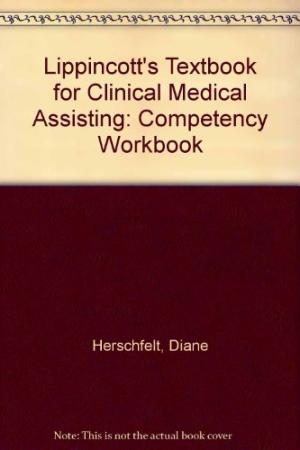 Lippincott's Textbook
for Clinical Medical
Assisting: Competency
Workbook
Herschfelt, Diane
Note: This is not the actual book cover